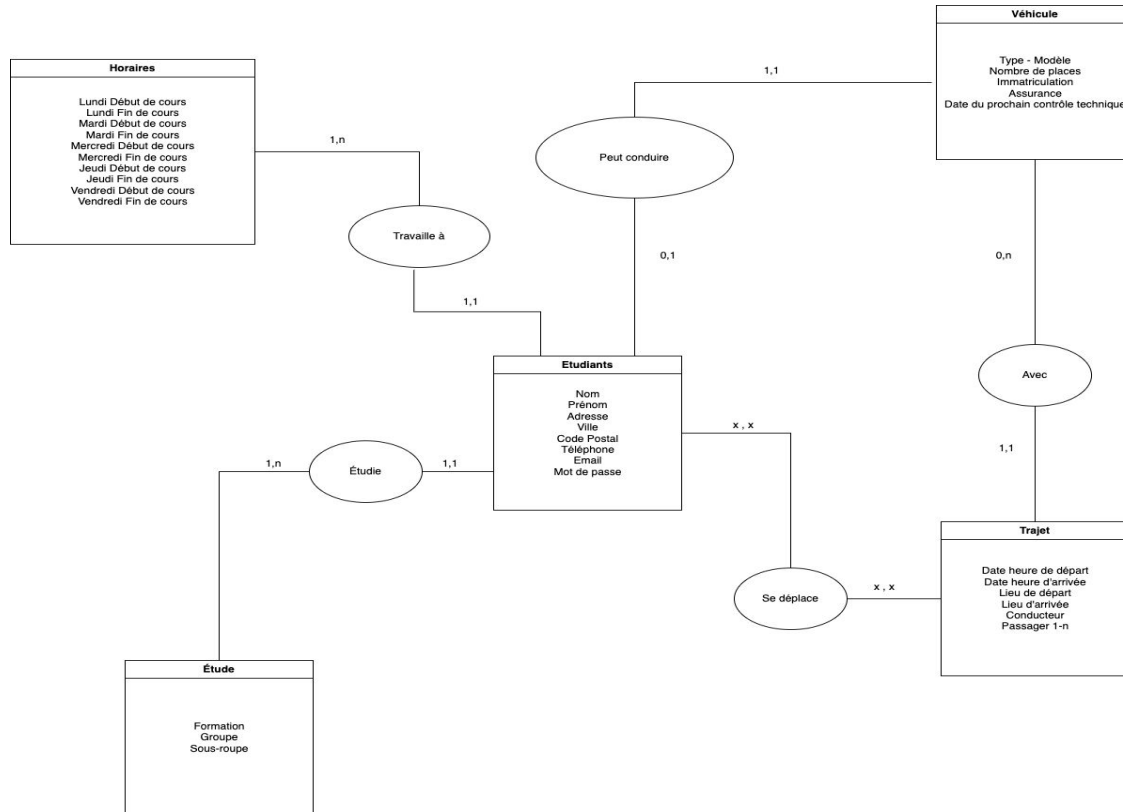 Véhicule
Type - Modèle
Nombre de places
Immatriculation
Assurance
Date du prochain contrôle technique
Horaires
Lundi Début de cours
Lundi Fin de cours
Mardi Début de cours
Mardi Fin de cours
Mercredi Début de cours
Mercredi Fin de cours
Jeudi Début de cours
Jeudi Fin de cours
Vendredi Début de cours
Vendredi Fin de cours
1,1
Peut conduire
1,n
Travaille à
0,1
0,n
1,1
Etudiants
Nom
Prénom
Adresse
Ville
Code Postal
Téléphone
Email
Mot de passe
Avec
x , x
1,1
1,n
Étudie
1,1
Trajet
Date heure de départ
Date heure d'arrivée
Lieu de départ
Lieu d'arrivée
Conducteur
Passager 1-n
Se déplace
x , x
Étude
Formation
Groupe
Sous-roupe